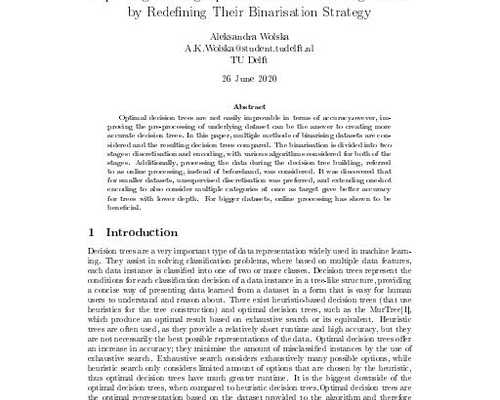 by Redefining Their Binarisation Strategy
Aleksandra Wolska
A.K.Wolska@student.tudelft.nl
TU Delft
26 June 2020
Abstract
Optimal decision trees are not easily improvable in terms of accuracyowever, im-
proving the pre-processing of underlying dataset can be the answer to creating more
accurate decision trees. In this paper, multiple methods of binarising datasets are con-
sidered and the resulting decision trees compared. The binarisation is divided into two
stages: discretisation and encoding, with various algorithms considered for both of the
stages. Additionally, processing the data during the decision tree building, referred
to as online processing, instead of beforehand, was considered. It was discovered that
for smaller datasets, unsupervised discretisation was preferred, and extending one-hot
encoding to also consider multiple categories at once as target gave better accuracy
for trees with lower depth. For bigger datasets, online processing has shown to be
beneficial.
1 Introduction
Decision trees are a very important type of data representation widely used in machine learn-
ing. They assist in solving classification problems, where based on multiple data features,
each data instance is classified into one of two or more classes. Decision trees represent the
conditions for each classification decision of a data instance in a tree-like structure, providing
a concise way of presenting data learned from a dataset in a form that is easy for human
users to understand and reason about. There exist heuristic-based decision trees (that use
heuristics for the tree construction) and optimal decision trees, such as the MurTree[1],
which produce an optimal result based on exhaustive search or its equivalent. Heuristic
trees are often used, as they provide a relatively short runtime and high accuracy, but they
are not necessarily the best possible representations of the data. Optimal decision trees offer
an increase in accuracy; they minimise the amount of misclassified instances by the use of
exhaustive search. Exhaustive search considers exhaustively many possible options, while
heuristic search only considers limited amount of options that are chosen by the heuristic,
thus optimal decision trees have much greater runtime. It is the biggest downside of the
optimal decision trees, when compared to heuristic decision trees. Optimal decision trees are
the optimal representation based on the dataset provided to the algorithm and therefore